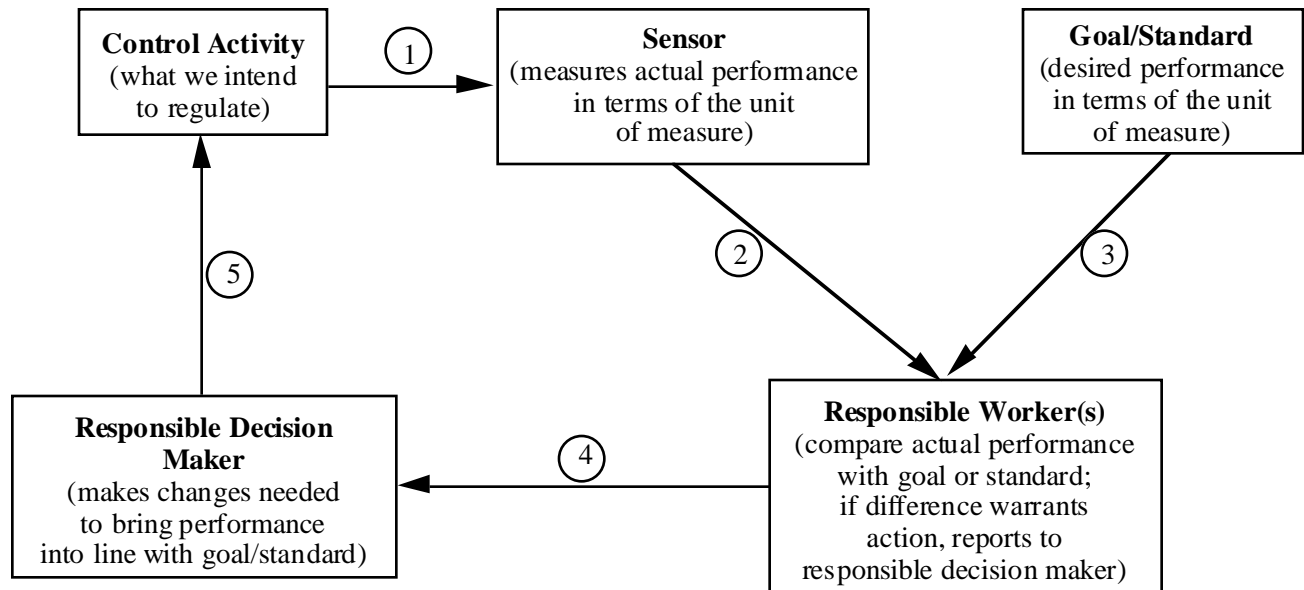 Control Activity
(what we intend
to regulate)
1
Sensor
(measures actual performance
in terms of the unit
of measure)
Goal/Standard
(desired performance
in terms of the unit
of measure)
2
3
5
Responsible Decision
Maker
(makes changes needed
to bring performance
into line with goal/standard)
4
Responsible Worker(s)
(compare actual performance
with goal or standard;
if difference warrants
action, reports to
responsible decision maker)